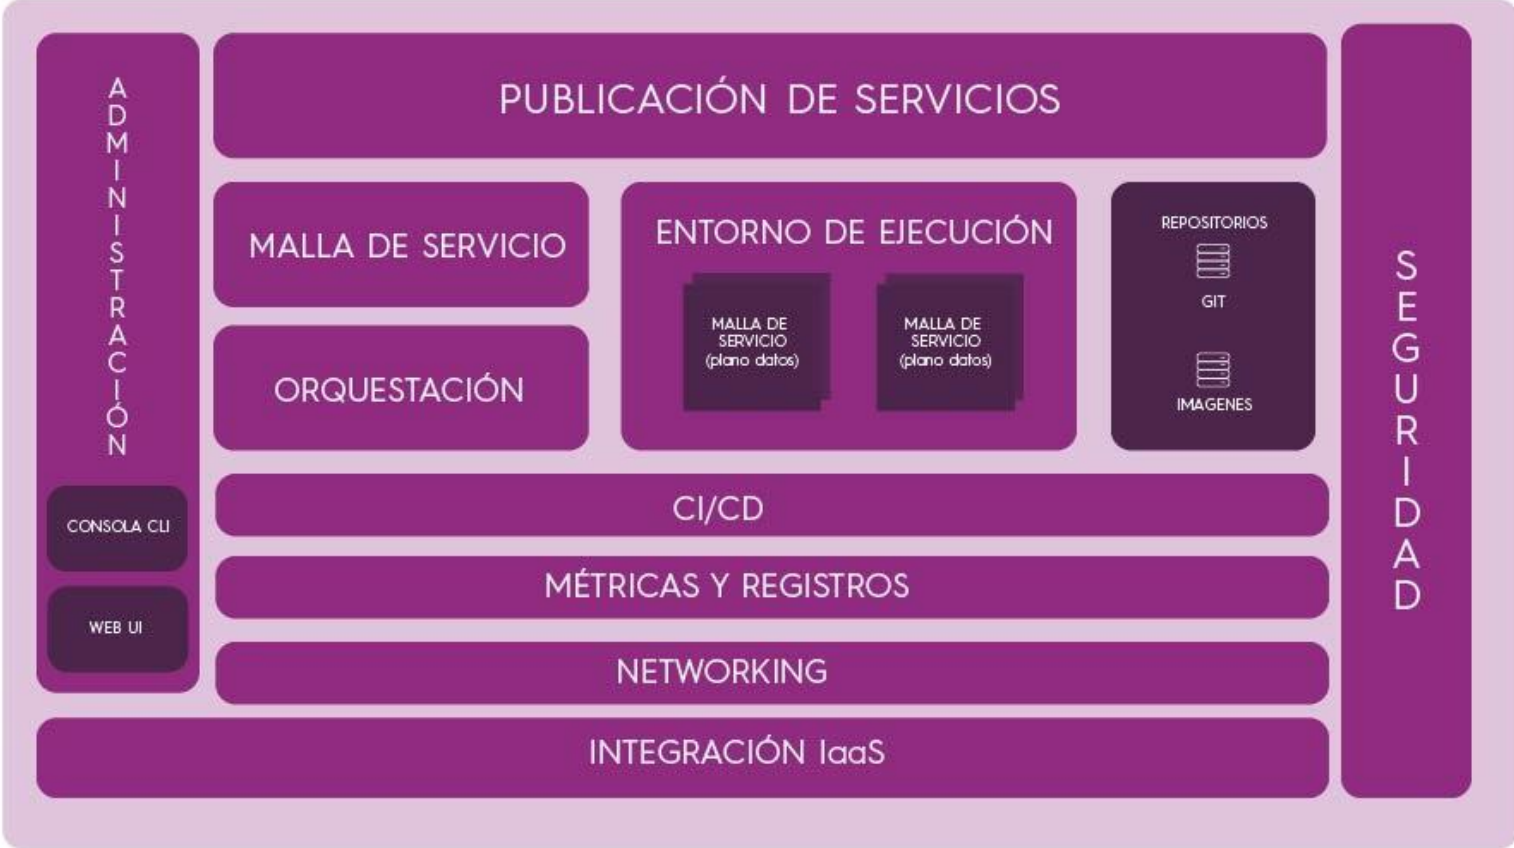 ADMINISTRACIÓN
CONSOLA CLI
WEB UI
PUBLICACIÓN DE SERVICIOS
MALLA DE SERVICIO
ORQUESTACIÓN
ENTORNO DE EJECUCIÓN
MALLA DE
SERVICIO
(plano datos)
MALLA DE
SERVICIO
(plano datos)
REPOSITORIOS
GIT
IMAGENES
CI/CD
MÉTRICAS Y REGISTROS
NETWORKING
INTEGRACIÓN IaaS
SEGURIDAD